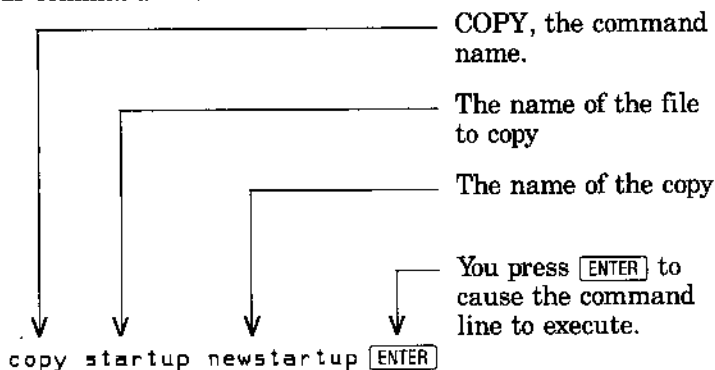 COPY, the command
name.
The name of the file
to copy
The name of the copy
You press ENTER to
cause the command
line to execute.
copy startup newstartup ENTER